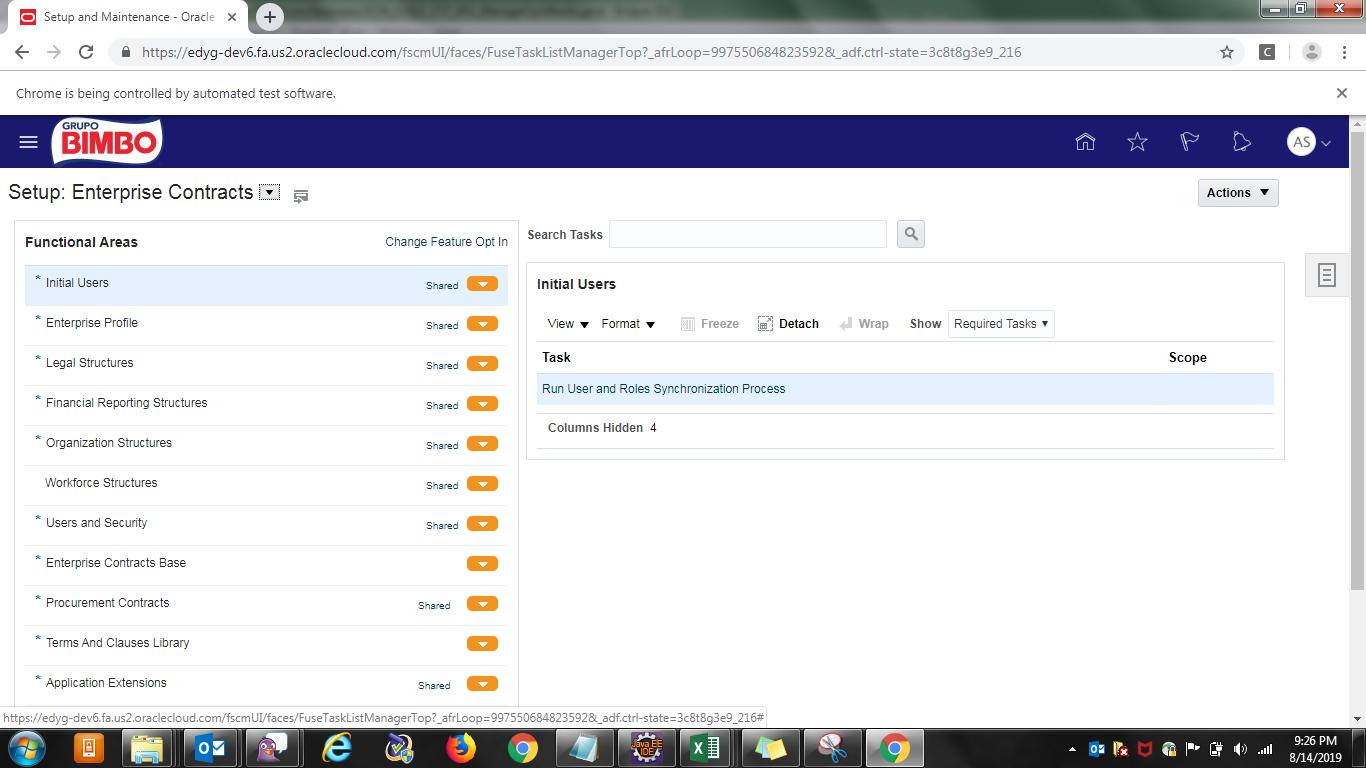 Setup and Maintenance - Oracle
https://edyg-dev6.fa.us2.oraclecloud.com/fscmUI/faces/FuseTaskListManagerTop?_afrLoop=997550684823592&_adf.ctrl-state=3c8t8g3e9_216
C
Chrome is being controlled by automated test software.
GRUPO
BIMBO
AS
Setup: Enterprise Contracts
Actions
Functional Areas
Change Feature Opt In
* Initial Users Shared
* Enterprise Profile Shared
* Legal Structures Shared
* Financial Reporting Structures Shared
* Organization Structures Shared
Workforce Structures Shared
* Users and Security Shared
* Enterprise Contracts Base
* Procurement Contracts Shared
* Terms And Clauses Library
* Application Extensions Shared
Search Tasks
Initial Users
View Format Freeze Detach Wrap Show Required Tasks
Task Scope
Run User and Roles Synchronization Process
Columns Hidden 4
https://edyg-dev6.fa.us2.oraclecloud.com/fscmUI/faces/FuseTaskListManagerTop?_afrLoop=997550684823592&_adf.ctrl-state=3c8t8g3e9_216#
Java EE
IDE
9:26 PM
8/14/2019